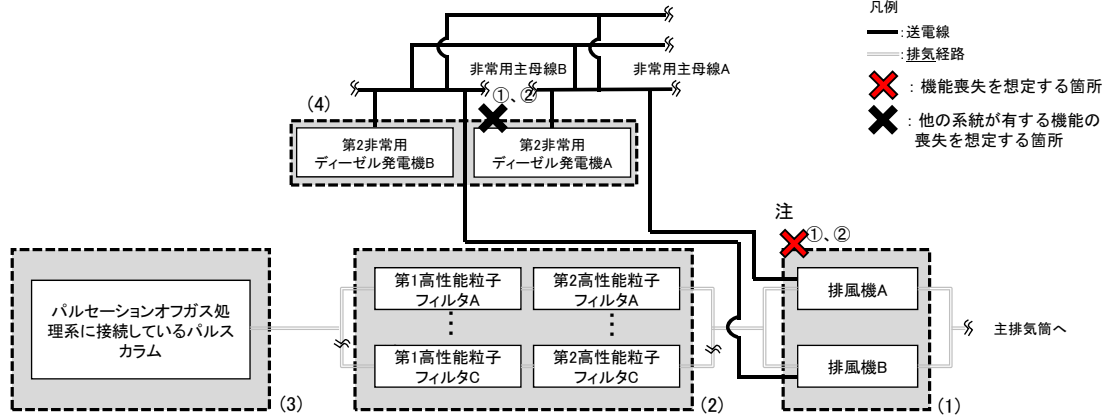 凡例
:送電線
:排気経路
: 機能喪失を想定する箇所
: 他の系統が有する機能の
喪失を想定する箇所
非常用主母線B
非常用主母線A
①、②
(4)
第2非常用
ディーゼル発電機B
第2非常用
ディーゼル発電機A
注
①、②
パルセーションオフガス処
理系に接続しているパルス
カラム
(3)
第1高性能粒子
フィルタA
第2高性能粒子
フィルタA
⋮
⋮
第1高性能粒子
フィルタC
第2高性能粒子
フィルタC
(2)
排風機A
排風機B
(1)
主排気筒へ